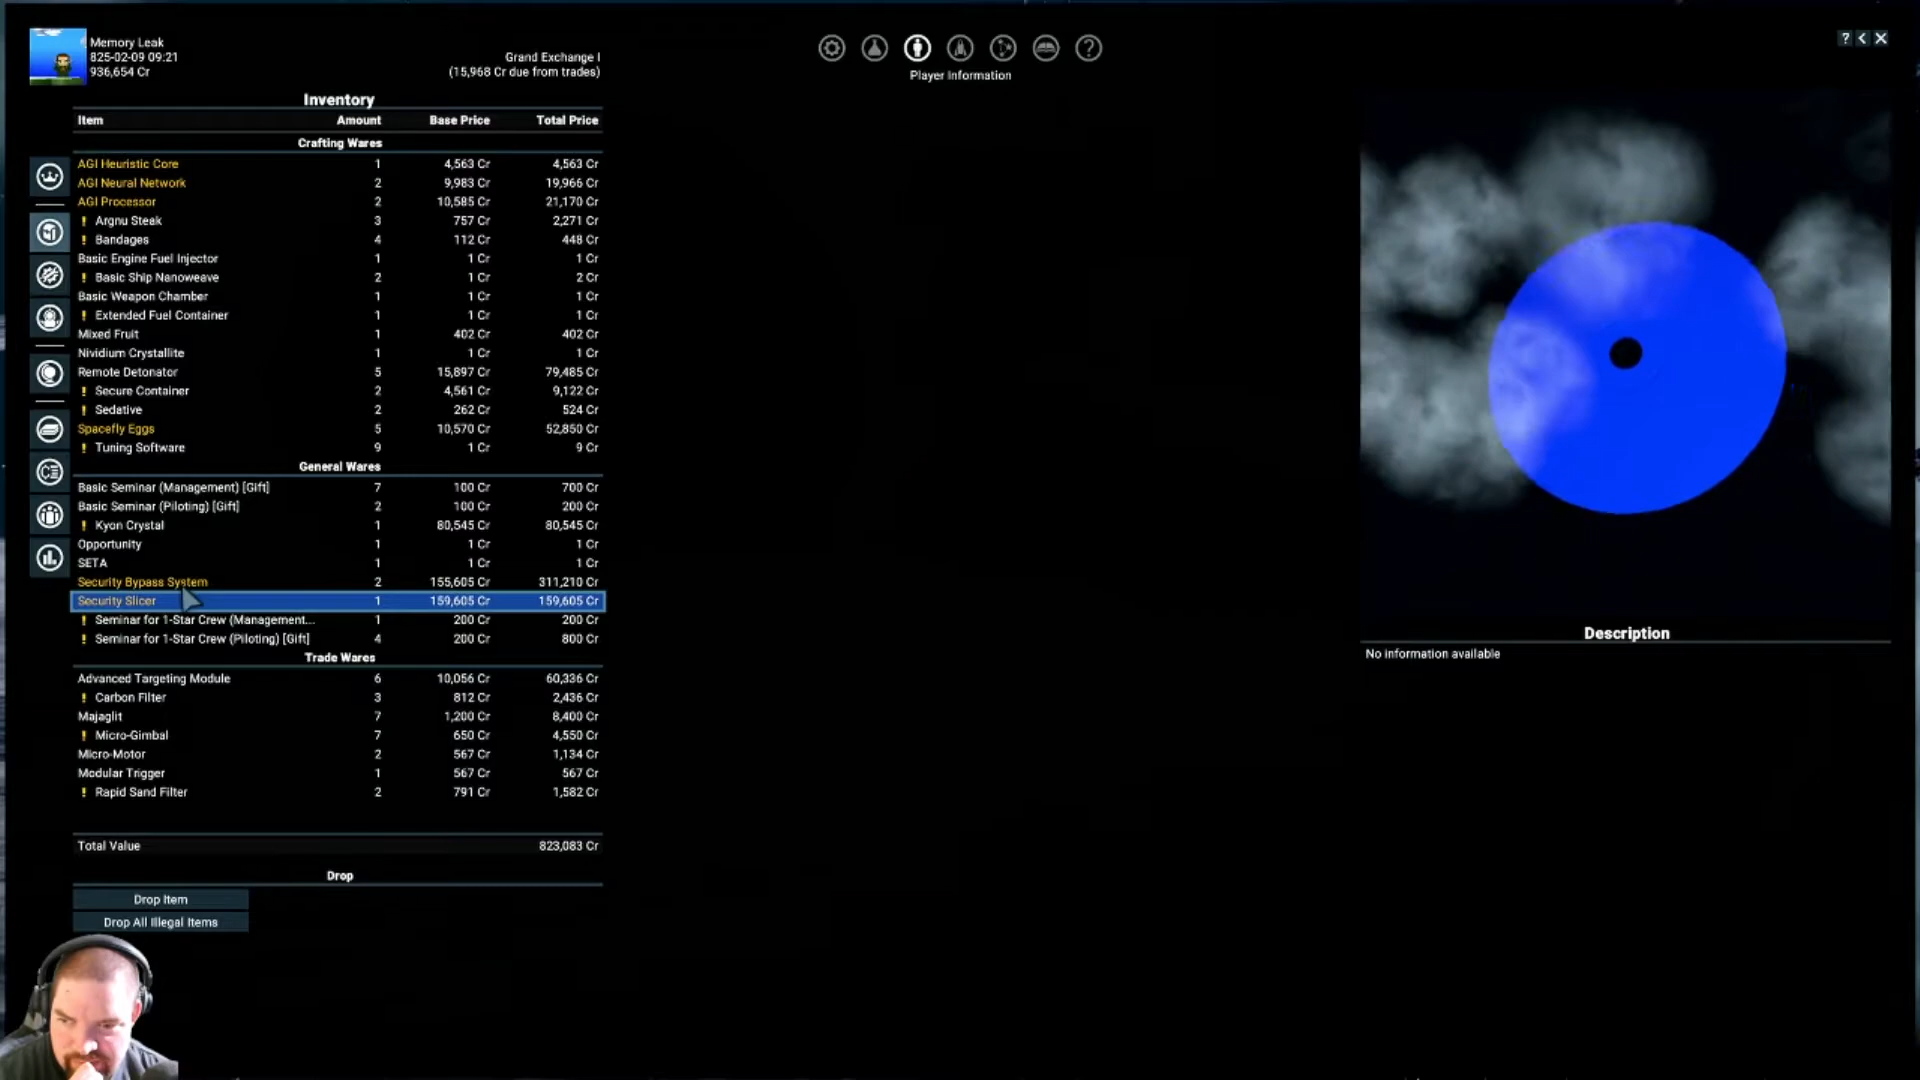 Memory Leak
825-02-09 09:21
936,654 Cr
Grand Exchange I
(15,968 Cr due from trades)
Player Information
? < X
Inventory
Item Amount Base Price Total Price
Crafting Wares
AGI Heuristic Core 1 4,563 Cr 4,563 Cr
AGI Neural Network 2 9,983 Cr 19,966 Cr
AGI Processor 2 10,585 Cr 21,170 Cr
! Argnu Steak 3 757 Cr 2,271 Cr
! Bandages 4 112 Cr 448 Cr
Basic Engine Fuel Injector 1 1 Cr 1 Cr
! Basic Ship Nanoweave 2 1 Cr 2 Cr
Basic Weapon Chamber 1 1 Cr 1 Cr
! Extended Fuel Container 1 1 Cr 1 Cr
Mixed Fruit 1 402 Cr 402 Cr
Nividium Crystallite 1 1 Cr 1 Cr
Remote Detonator 5 15,897 Cr 79,485 Cr
! Secure Container 2 4,561 Cr 9,122 Cr
! Sedative 2 262 Cr 524 Cr
Spacefly Eggs 5 10,570 Cr 52,850 Cr
! Tuning Software 9 1 Cr 9 Cr
General Wares
Basic Seminar (Management) [Gift] 7 100 Cr 700 Cr
Basic Seminar (Piloting) [Gift] 2 100 Cr 200 Cr
! Kyon Crystal 1 80,545 Cr 80,545 Cr
Opportunity 1 1 Cr 1 Cr
SETA 1 1 Cr 1 Cr
Security Bypass System 2 155,605 Cr 311,210 Cr
Security Slicer 1 159,605 Cr 159,605 Cr
! Seminar for 1-Star Crew (Management... 1 200 Cr 200 Cr
! Seminar for 1-Star Crew (Piloting) [Gift] 4 200 Cr 800 Cr
Trade Wares
Advanced Targeting Module 6 10,056 Cr 60,336 Cr
! Carbon Filter 3 812 Cr 2,436 Cr
Majaglit 7 1,200 Cr 8,400 Cr
! Micro-Gimbal 7 650 Cr 4,550 Cr
Micro-Motor 2 567 Cr 1,134 Cr
Modular Trigger 1 567 Cr 567 Cr
! Rapid Sand Filter 2 791 Cr 1,582 Cr
Total Value 823,083 Cr
Drop
Drop Item
Drop All Illegal Items
Description
No information available